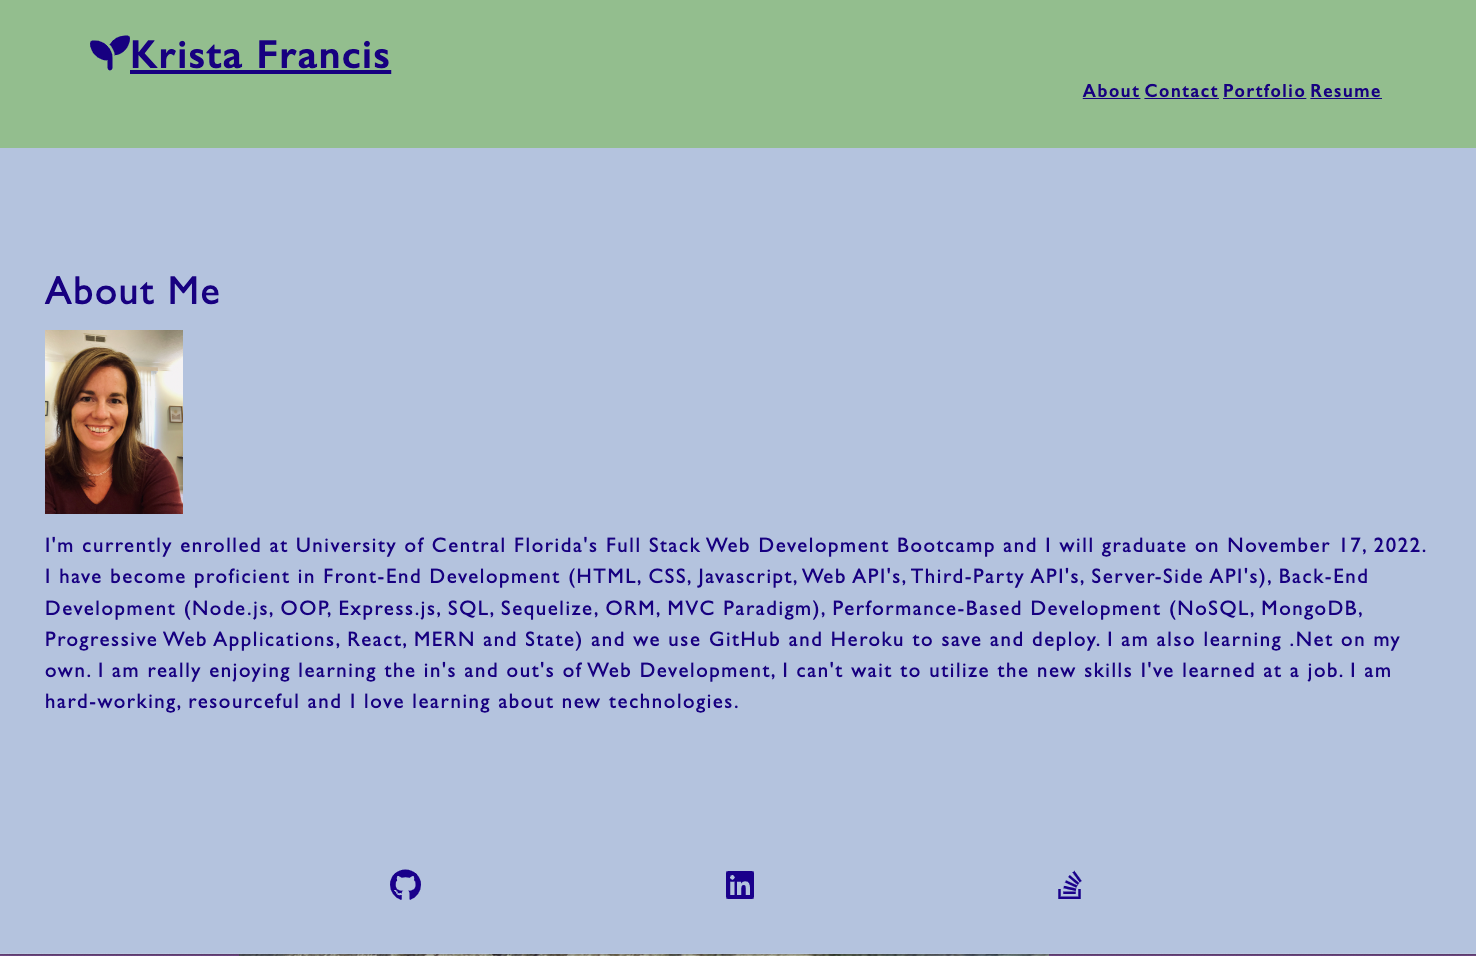 Krista Francis
About Contact Portfolio Resume
About Me
I'm currently enrolled at University of Central Florida's Full Stack Web Development Bootcamp and I will graduate on November 17, 2022.
I have become proficient in Front-End Development (HTML, CSS, Javascript, Web API's, Third-Party API's, Server-Side API's), Back-End
Development (Node.js, OOP, Express.js, SQL, Sequelize, ORM, MVC Paradigm), Performance-Based Development (NoSQL, MongoDB,
Progressive Web Applications, React, MERN and State) and we use GitHub and Heroku to save and deploy. I am also learning .Net on my
own. I am really enjoying learning the in's and out's of Web Development, I can't wait to utilize the new skills I've learned at a job. I am
hard-working, resourceful and I love learning about new technologies.
in